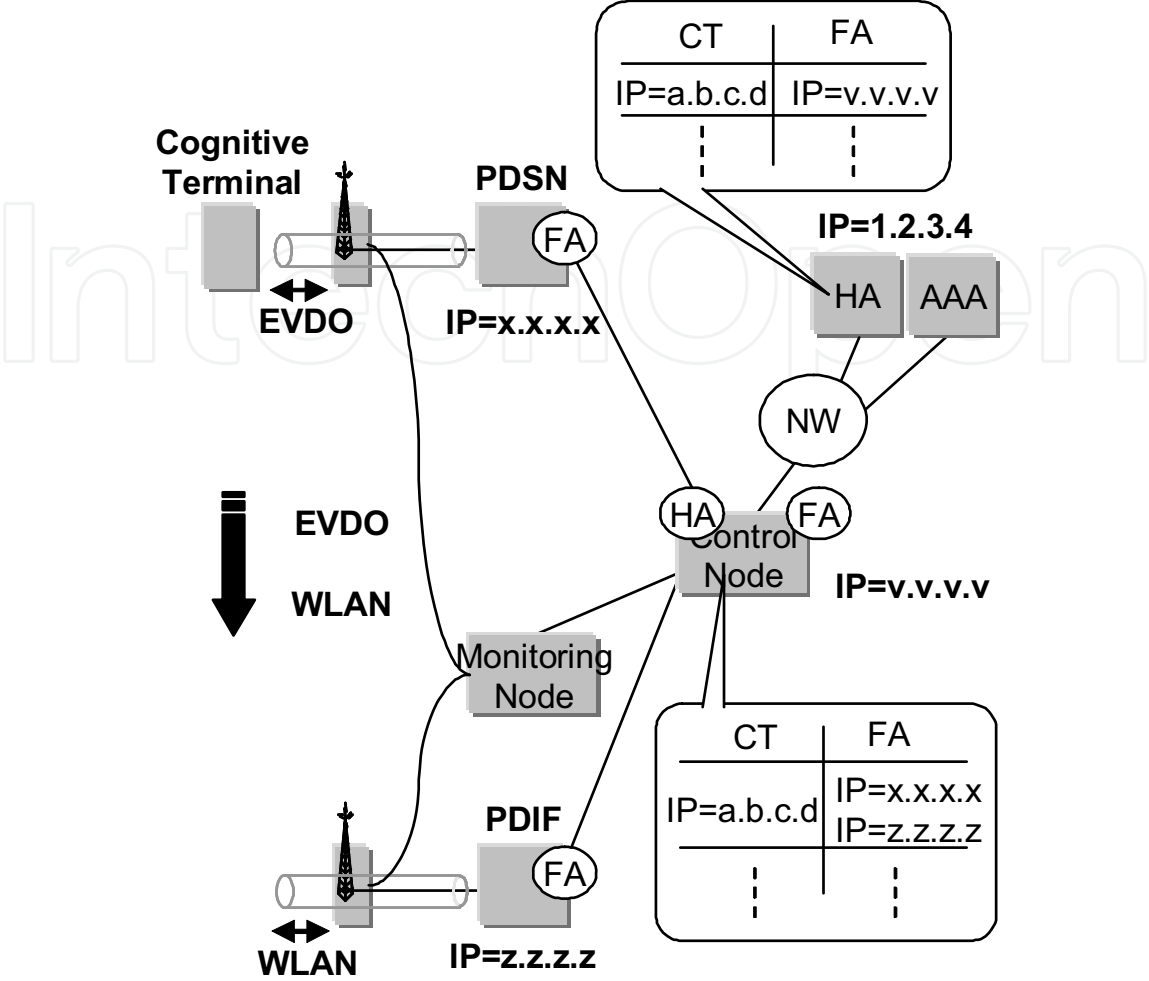 CT FA
IP=a.b.c.d IP=v.v.v.v
Cognitive
Terminal
PDSN
FA
IP=1.2.3.4
HA AAA
EVDO
IP=x.x.x.x
NW
HA FA
Control
Node
IP=v.v.v.v
EVDO
WLAN
Monitoring
Node
CT FA
IP=a.b.c.d
IP=x.x.x.x
IP=z.z.z.z
PDIF
FA
WLAN
IP=z.z.z.z
IntechOpen